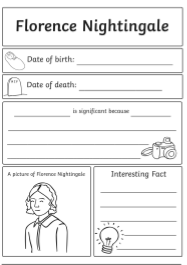 Florence Nightingale
Date of birth:
Date of death:
is significant because
A picture of Florence Nightingale
Interesting Fact